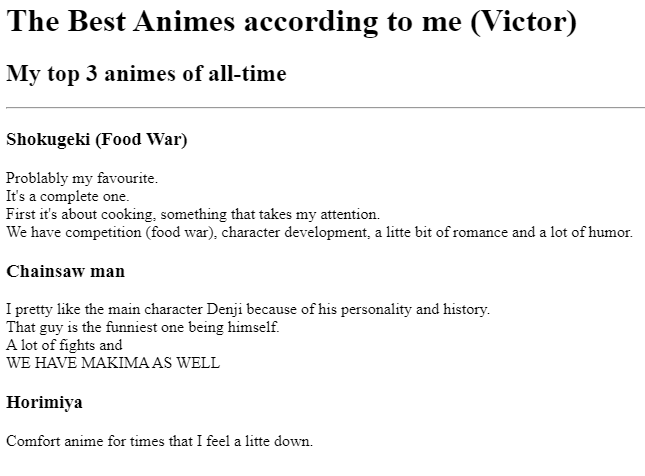 The Best Animes according to me (Victor)
My top 3 animes of all-time
Shokugeki (Food War)
Problably my favourite.
It's a complete one.
First it's about cooking, something that takes my attention.
We have competition (food war), character development, a litte bit of romance and a lot of humor.
Chainsaw man
I pretty like the main character Denji because of his personality and history.
That guy is the funniest one being himself.
A lot of fights and
WE HAVE MAKIMA AS WELL
Horimiya
Comfort anime for times that I feel a litte down.